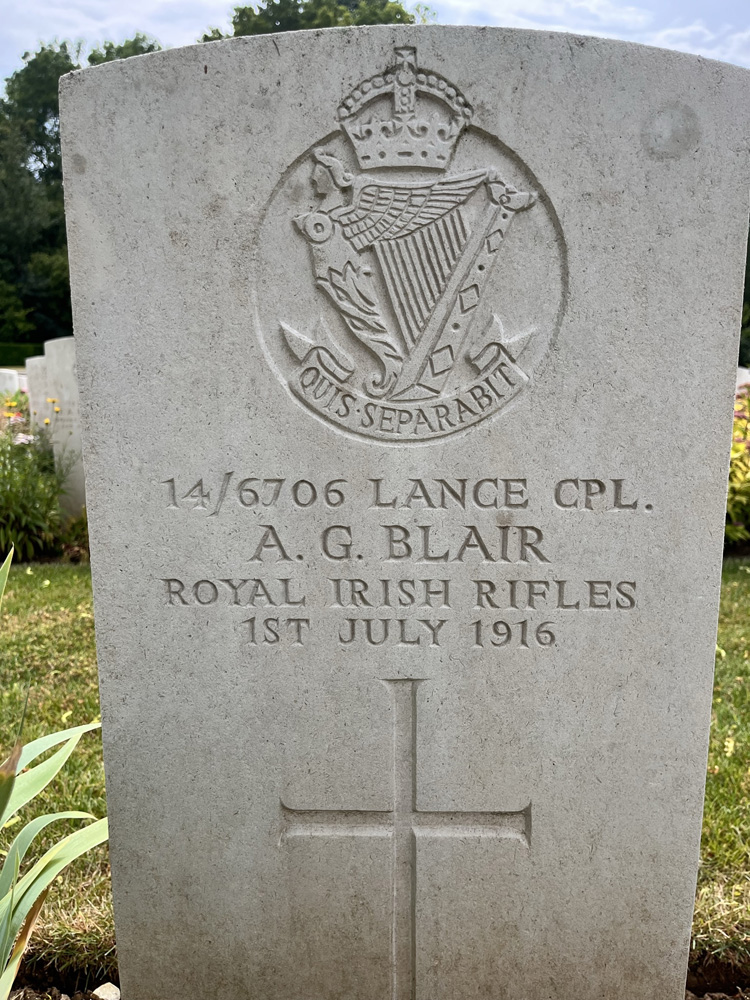 QUIS·SEPARABIT
14/6706 LANCE CPL.
A. G. BLAIR
ROYAL IRISH RIFLES
1ST JULY 1916